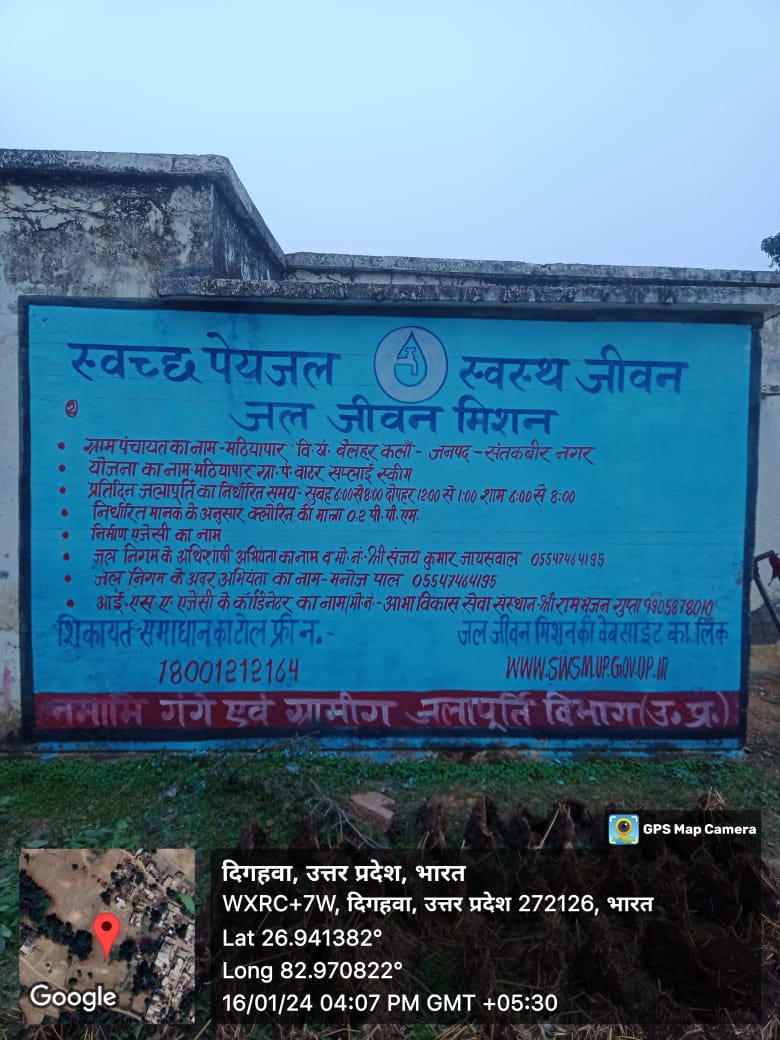 स्वच्छ पेयजल स्वस्थ जीवन
जल जीवन मिशन
२
• ग्राम पंचायत का नाम - मठियापार वि.यं. बेलहर कलाँ - जनपद - संतकबीर नगर
• योजना का नाम- मठियापार ग्रा. पं. वाटर सप्लाई स्कीम
• प्रतिदिन जलापूर्ति का निर्धारित समय- सुबह 6:00 से 8:00 दोपहर 12:00 से 1:00 शाम 6:00 से 8:00
• निर्धारित मानक के अनुसार क्लोरिन की मात्रा 0.2 पी. पी. एम.
• निर्माण एजेंसी का नाम
• जल निगम के अधिशाषी अभियंता का नाम व मो. नं. श्री संजय कुमार जायसवाल 05547464195
• जल निगम के अवर अभियंता का नाम - मनोज पाल 05547464195
• आई. एस. ए. एजेंसी के कॉर्डिनेटर का नाम/मो. नं. - आभा विकास सेवा संस्थान - श्री राम भजन गुप्ता 9905878010
शिकायत समाधान का टोल फ्री न. - जल जीवन मिशन की वेबसाइट का लिंक
18001212164 WWW.SWSM.UP.GOV.UP.IR
नमामि गंगे एवं ग्रामीण जलापूर्ति विभाग (उ. प्र.)
GPS Map Camera
दिगहवा, उत्तर प्रदेश, भारत
WXRC+7W, दिगहवा, उत्तर प्रदेश 272126, भारत
Lat 26.941382°
Long 82.970822°
16/01/24 04:07 PM GMT +05:30
Google